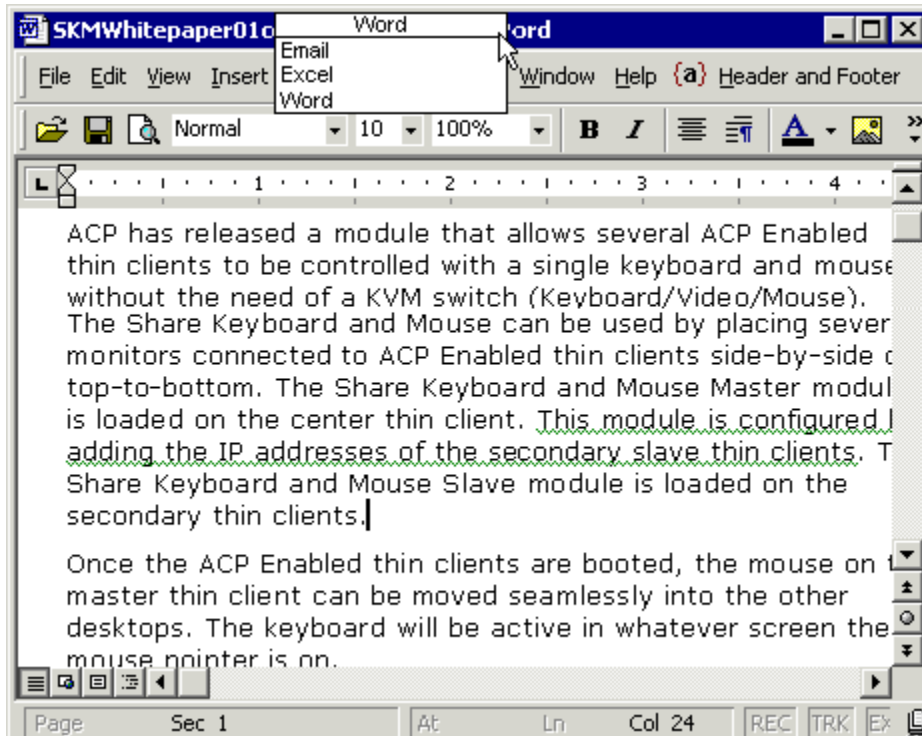 SKMWhitepaper01 Word
Word
Email
Excel
Word
File Edit View Insert Window Help {a} Header and Footer
Normal 10 100% B I A
L 1 2 3 4
ACP has released a module that allows several ACP Enabled
thin clients to be controlled with a single keyboard and mouse
without the need of a KVM switch (Keyboard/Video/Mouse).
The Share Keyboard and Mouse can be used by placing sever
monitors connected to ACP Enabled thin clients side-by-side
top-to-bottom. The Share Keyboard and Mouse Master modul
is loaded on the center thin client. This module is configured
adding the IP addresses of the secondary slave thin clients. T
Share Keyboard and Mouse Slave module is loaded on the
secondary thin clients.
Once the ACP Enabled thin clients are booted, the mouse on
master thin client can be moved seamlessly into the other
desktops. The keyboard will be active in whatever screen the
mouse pointer is on.
Page Sec 1 At Ln Col 24 REC TRK EX